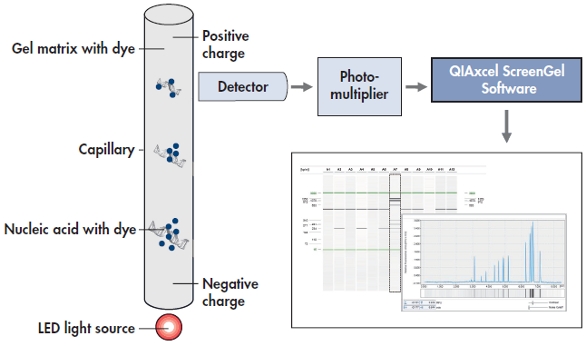 Gel matrix with dye
Positive
charge
Detector
Photo-
multiplier
QIAxcel ScreenGel
Software
Capillary
Nucleic acid with dye
Negative
charge
LED light source
A1 A2 A3 A4 A5 A6 A7 A8 A9 A10 A11 A12